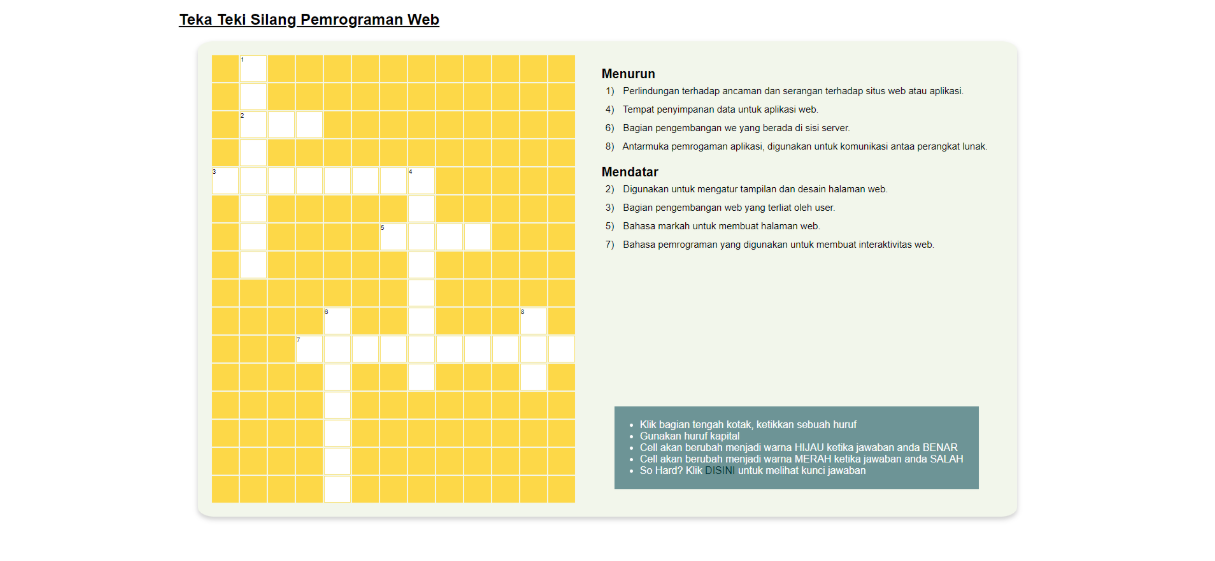 Teka Teki Silang Pemrograman Web
1
2
3
4
5
6
8
7
Menurun
1) Perlindungan terhadap ancaman dan serangan terhadap situs web atau aplikasi.
4) Tempat penyimpanan data untuk aplikasi web.
6) Bagian pengembangan we yang berada di sisi server.
8) Antarmuka pemrogaman aplikasi, digunakan untuk komunikasi antaa perangkat lunak.
Mendatar
2) Digunakan untuk mengatur tampilan dan desain halaman web.
3) Bagian pengembangan web yang terliat oleh user.
5) Bahasa markah untuk membuat halaman web.
7) Bahasa pemrograman yang digunakan untuk membuat interaktivitas web.
• Klik bagian tengah kotak, ketikkan sebuah huruf
• Gunakan huruf kapital
• Cell akan berubah menjadi warna HIJAU ketika jawaban anda BENAR
• Cell akan berubah menjadi warna MERAH ketika jawaban anda SALAH
• So Hard? Klik DISINI untuk melihat kunci jawaban